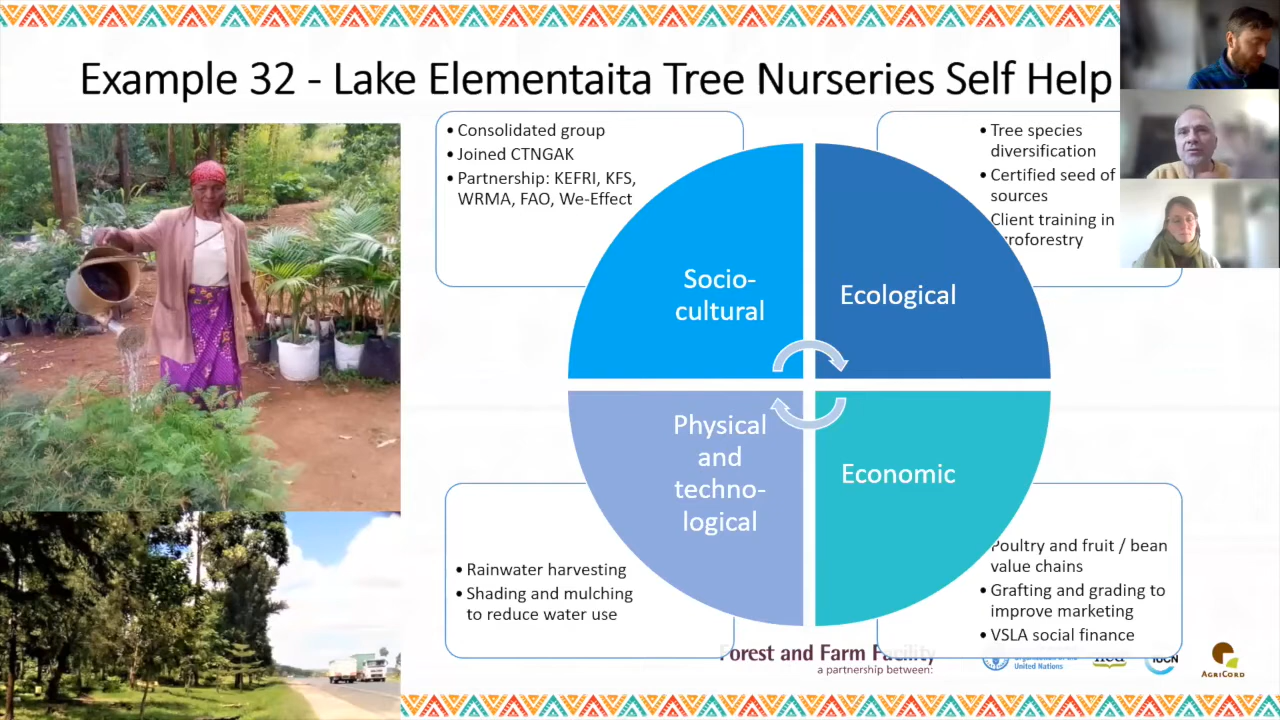 Example 32 - Lake Elementaita Tree Nurseries Self Help
• Consolidated group
• Joined CTNGAK
• Partnership: KEFRI, KFS,
WRMA, FAO, We-Effect
• Tree species
diversification
• Certified seed of
sources
Client training in
roforestry
Socio-
cultural
Ecological
Physical
and
techno-
logical
Economic
• Rainwater harvesting
• Shading and mulching
to reduce water use
Poultry and fruit / bean
value chains
• Grafting and grading to
improve marketing
• VSLA social finance
Forest and Farm Facility
a partnership between:
United Nations
IUCN
AGRICORD